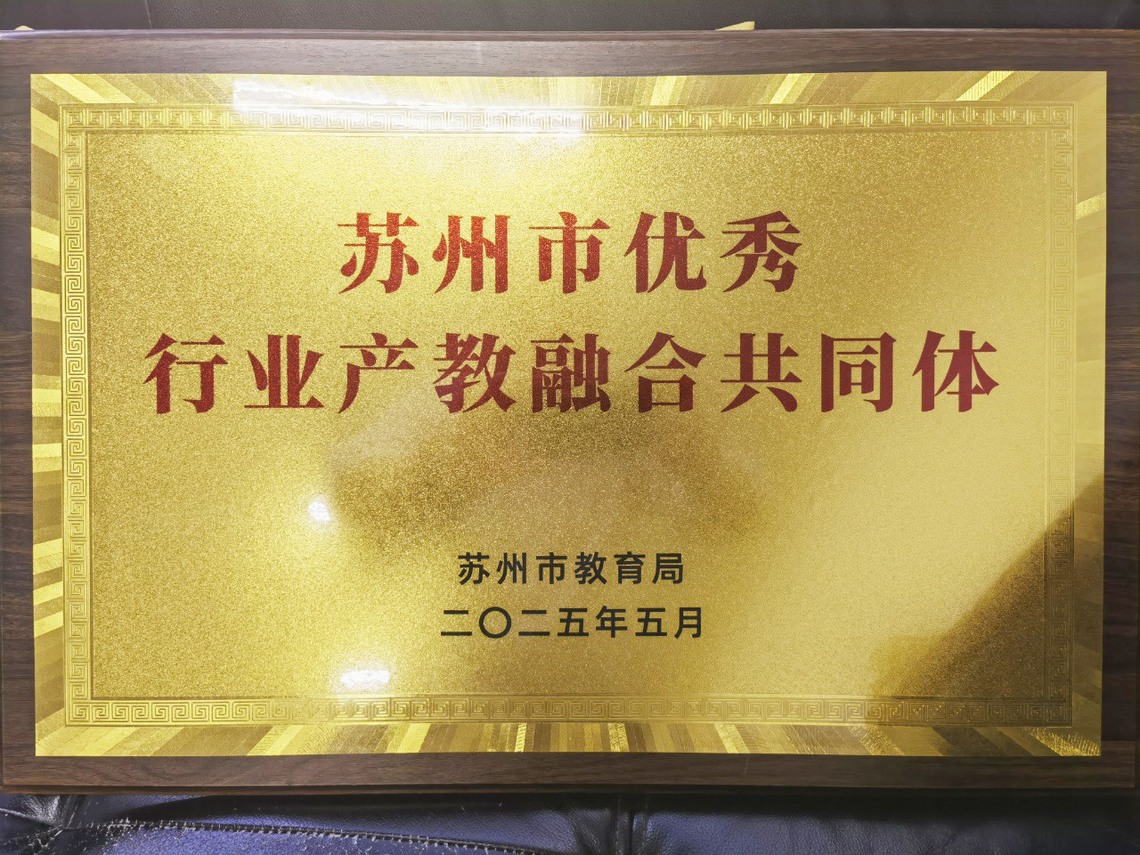 苏州市优秀
行业产教融合共同体
苏州市教育局
二〇二五年五月